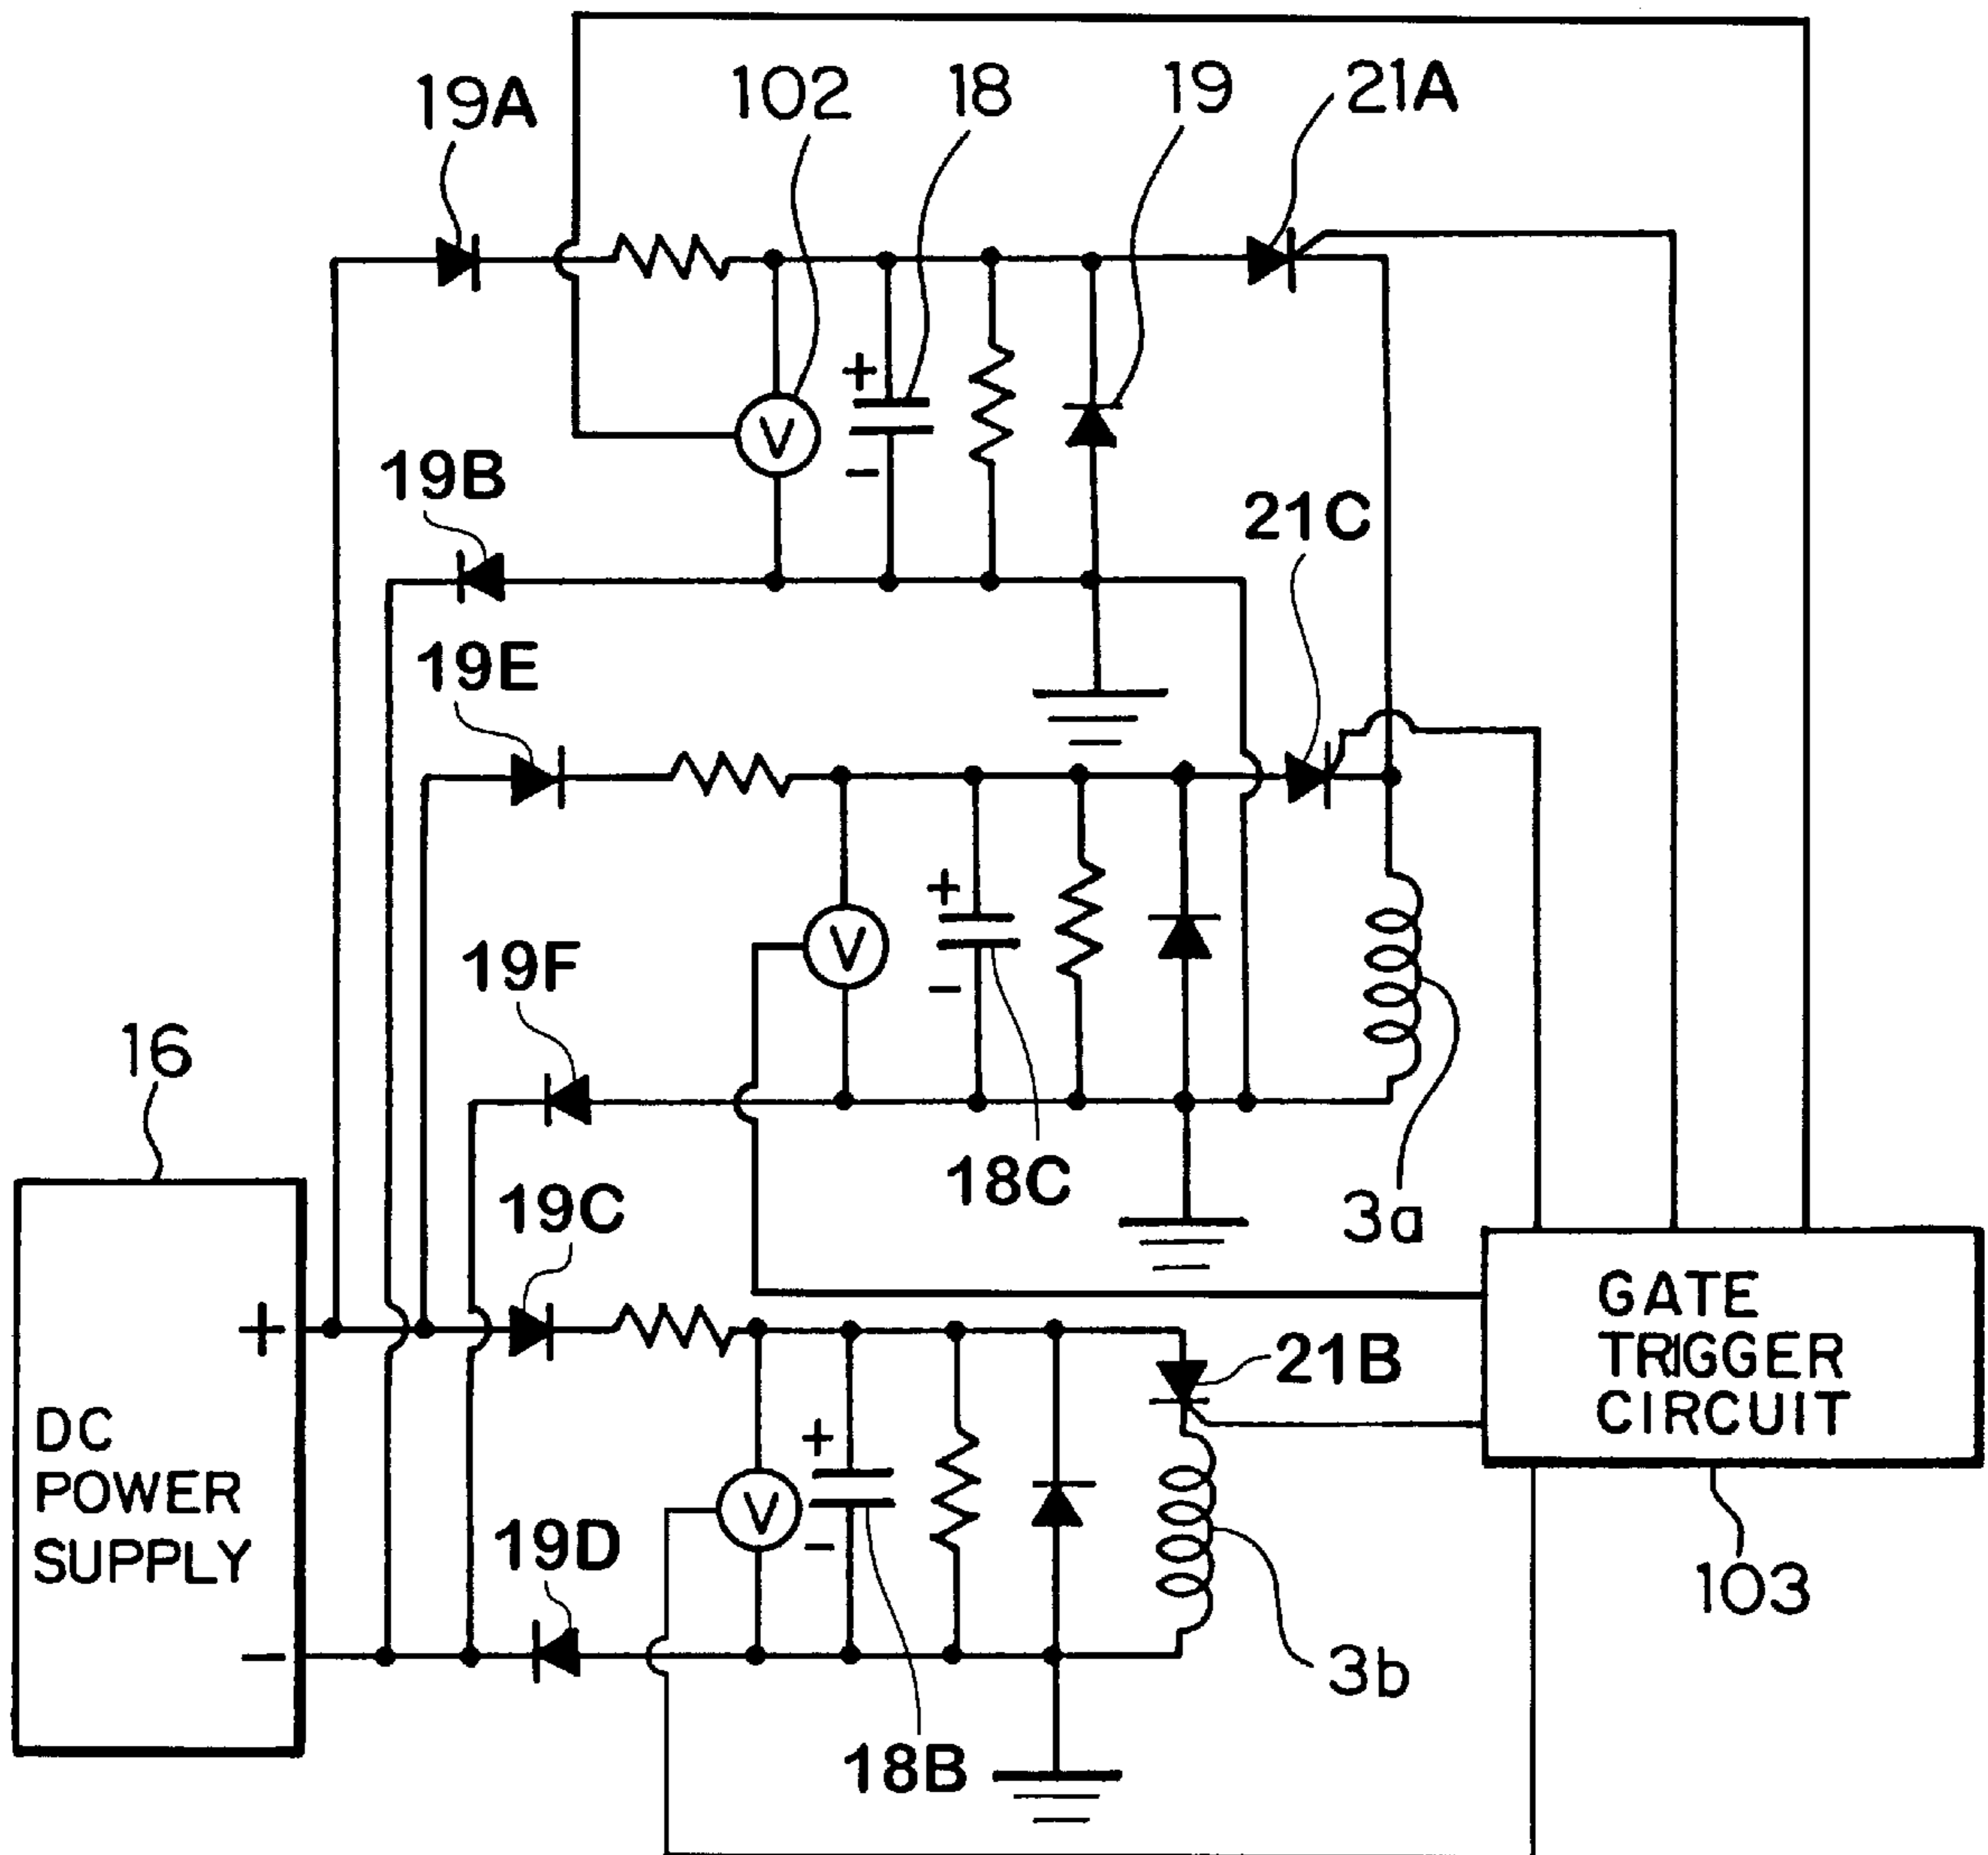 19A
102
18
19
21A
+
V
-
19B
21C
19E
+
V
-
19F
16
18C
3a
19C
GATE
TRIGGER
CIRCUIT
+
21B
DC
POWER
SUPPLY
+
V
-
19D
103
-
3b
18B